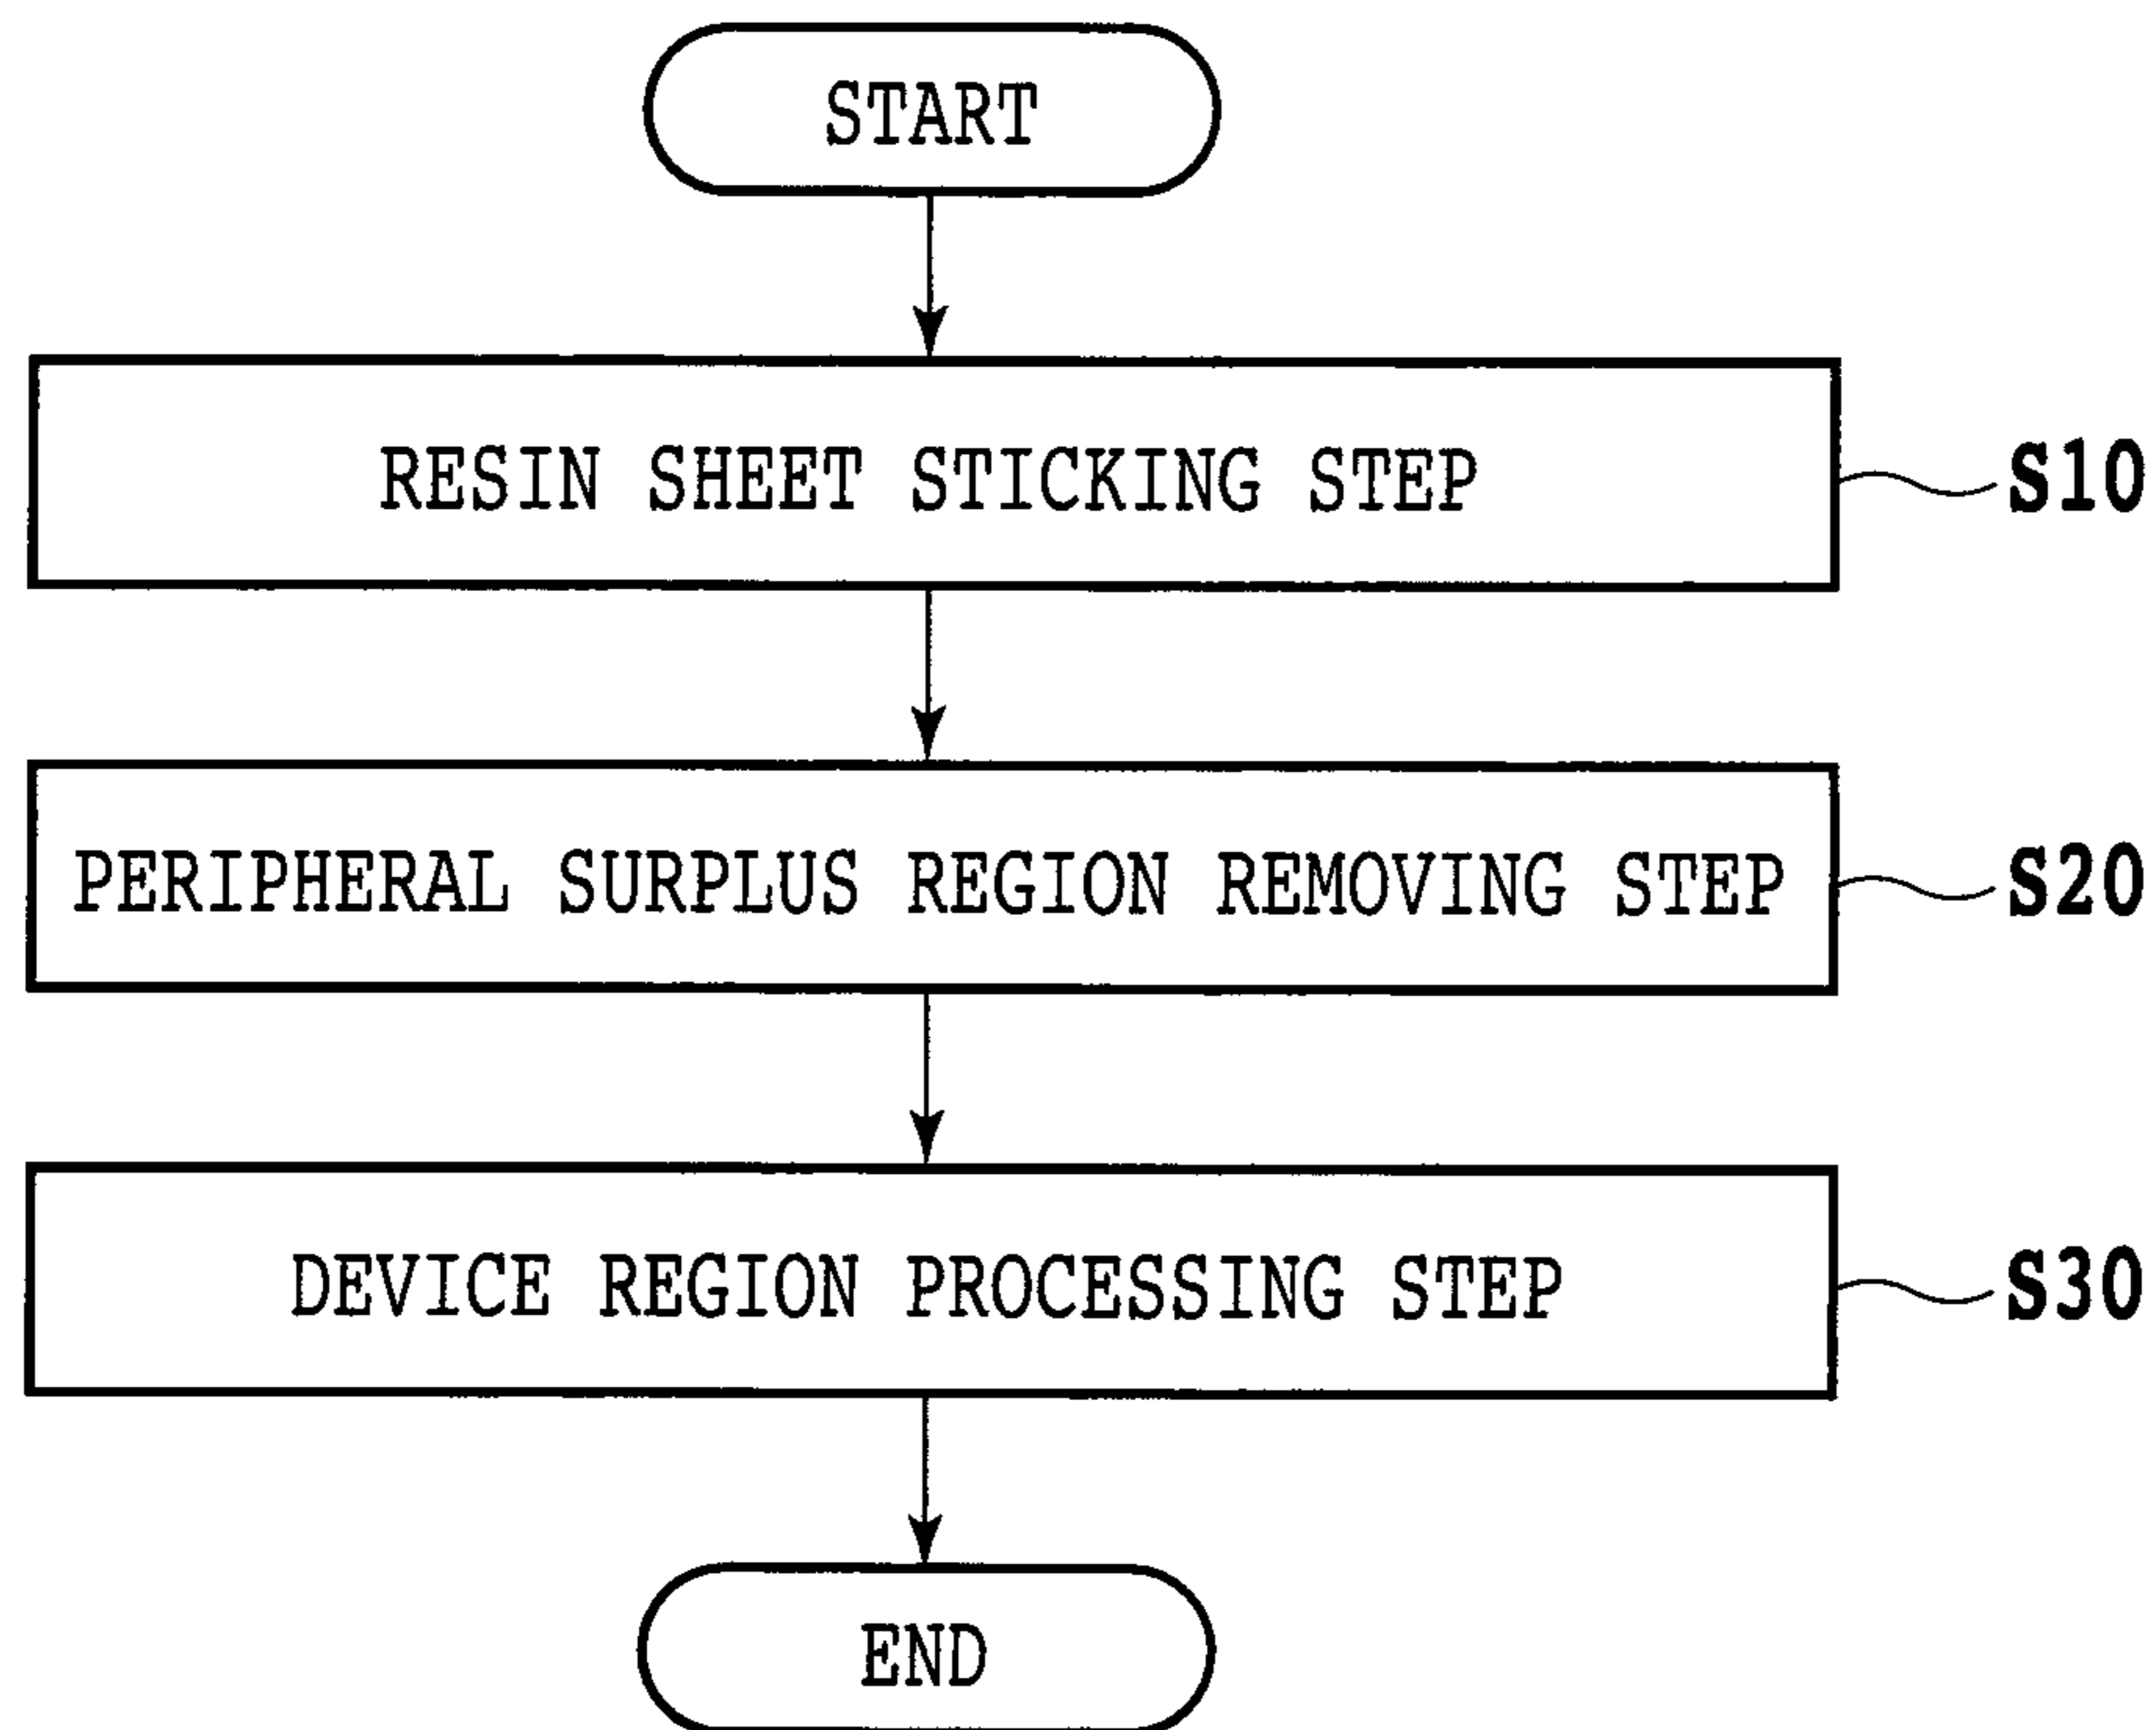 START
RESIN SHEET STICKING STEP
S10
PERIPHERAL SURPLUS REGION REMOVING STEP
S20
DEVICE REGION PROCESSING STEP
S30
END